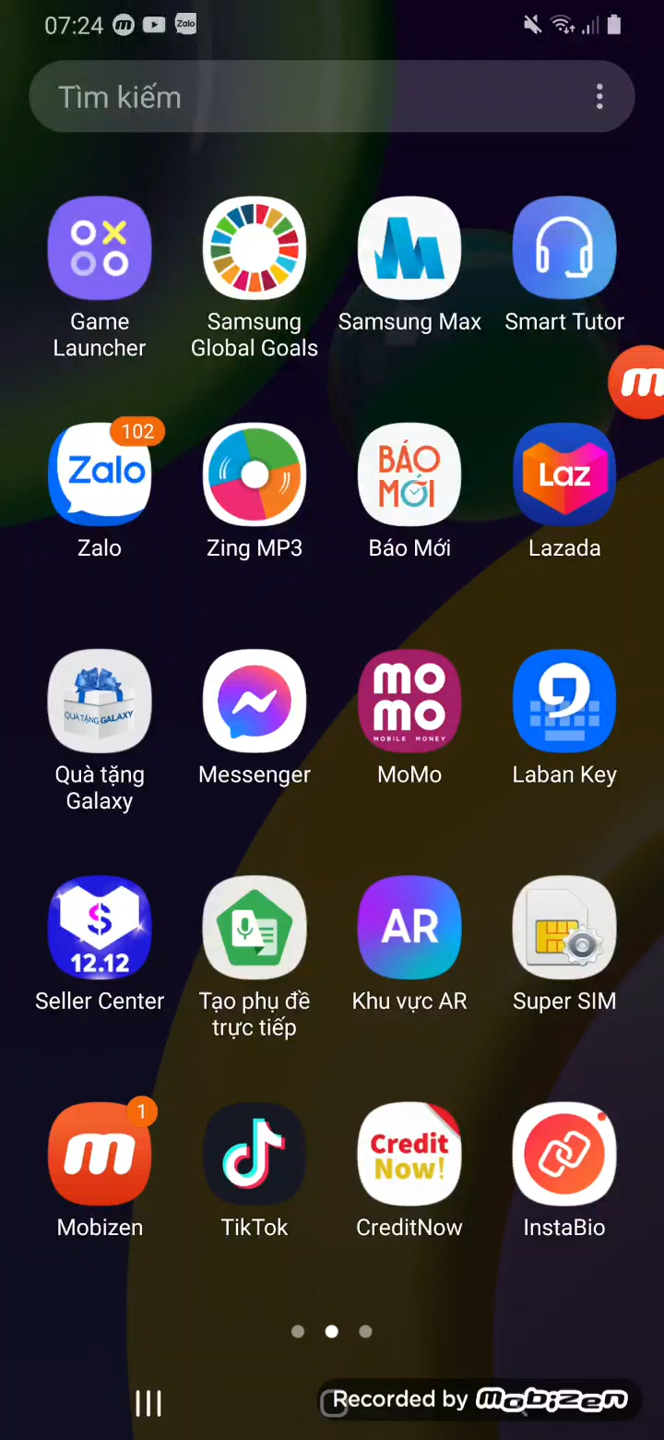 07:24 m Zalo
Tìm kiếm
Game Launcher
Samsung Global Goals
Samsung Max
Smart Tutor
m
102
Zalo
BÁO MỚI
Laz
Zalo
Zing MP3
Báo Mới
Lazada
QUÀ TẶNG GALAXY
mo mo
MOBILE MONEY
Quà tặng Galaxy
Messenger
MoMo
Laban Key
$
12.12
AR
Seller Center
Tạo phụ đề trực tiếp
Khu vực AR
Super SIM
1
m
Credit Now!
Mobizen
TikTok
CreditNow
InstaBio
Recorded by mobizen